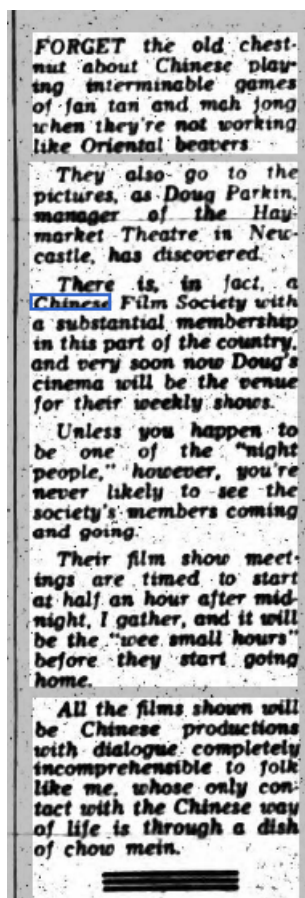 FORGET the old chest-
nut about Chinese play-
ing interminable games
of fan tan and mah jong
when they're not working
like Oriental beavers
They also go to the
pictures, as Doug Parkin,
manager of the Hay-
market Theatre in New-
castle, has discovered.
There is, in fact, a
Chinese Film Society with
a substantial membership
in this part of the country,
and very soon now Doug's
cinema will be the venue
for their weekly shows.
Unless you happen to
be one of the "night
people," however, you're
never likely to see the
society's members coming
and going.
Their film show meet-
ings are timed to start
at half an hour after mid-
night, I gather, and it will
be the "wee small hours"
before they start going
home.
All the films shown will
be Chinese productions
with dialogue completely
incomprehensible to folk
like me, whose only con-
tact with the Chinese way
of life is through a dish
of chow mein.